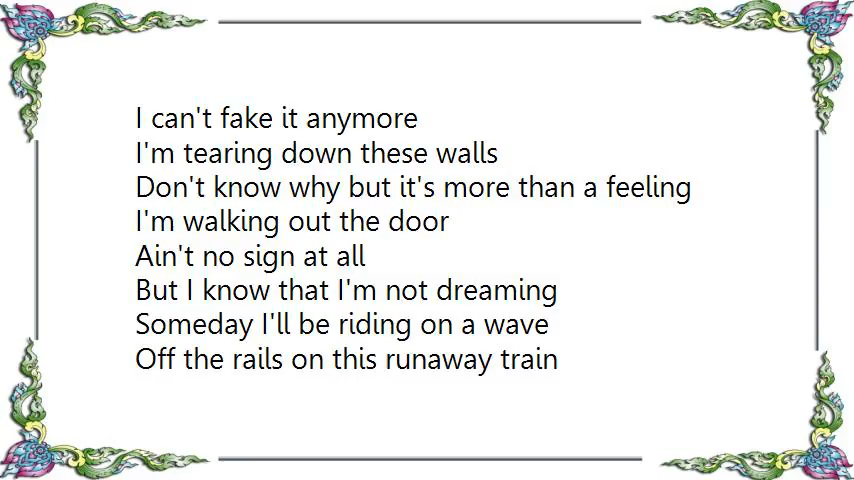 I can't fake it anymore
I'm tearing down these walls
Don't know why but it's more than a feeling
I'm walking out the door
Ain't no sign at all
But I know that I'm not dreaming
Someday I'll be riding on a wave
Off the rails on this runaway train